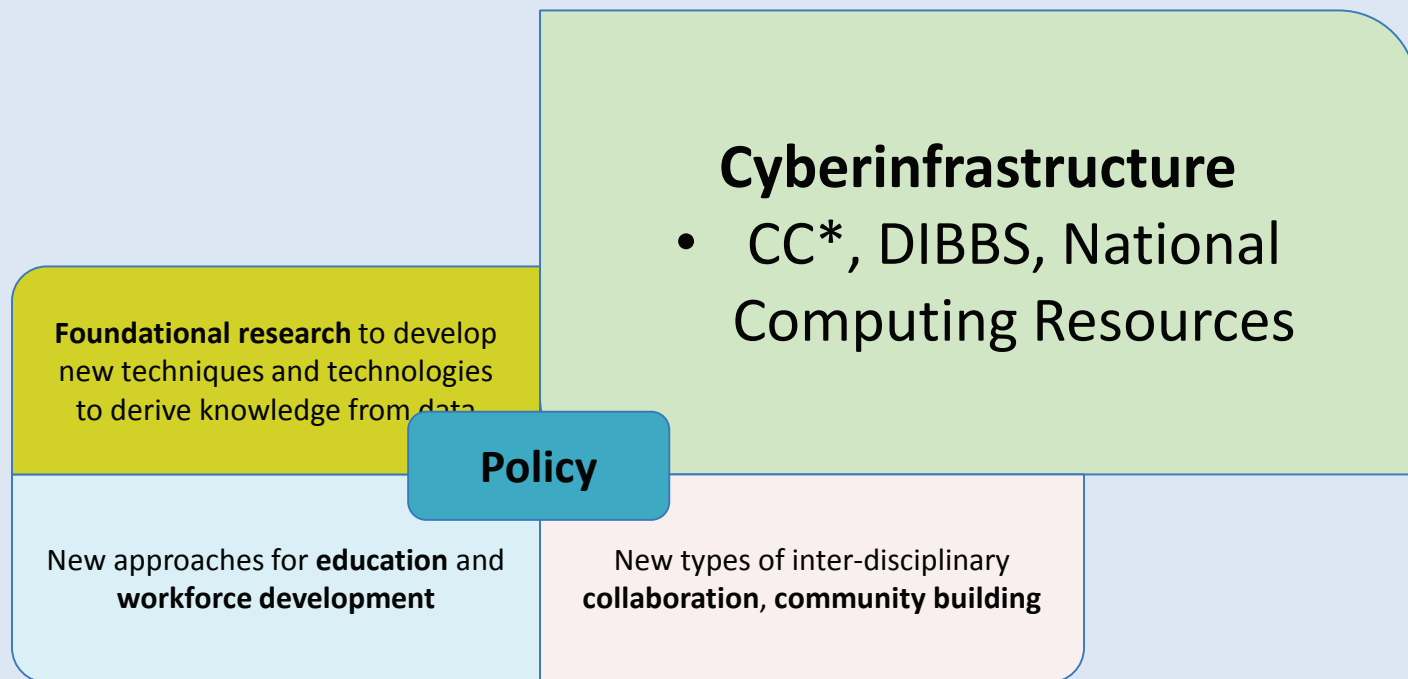 Cyberinfrastructure
• CC*, DIBBS, National
Computing Resources
Foundational research to develop
new techniques and technologies
to derive knowledge from data
Policy
New approaches for education and
workforce development
New types of inter-disciplinary
collaboration, community building